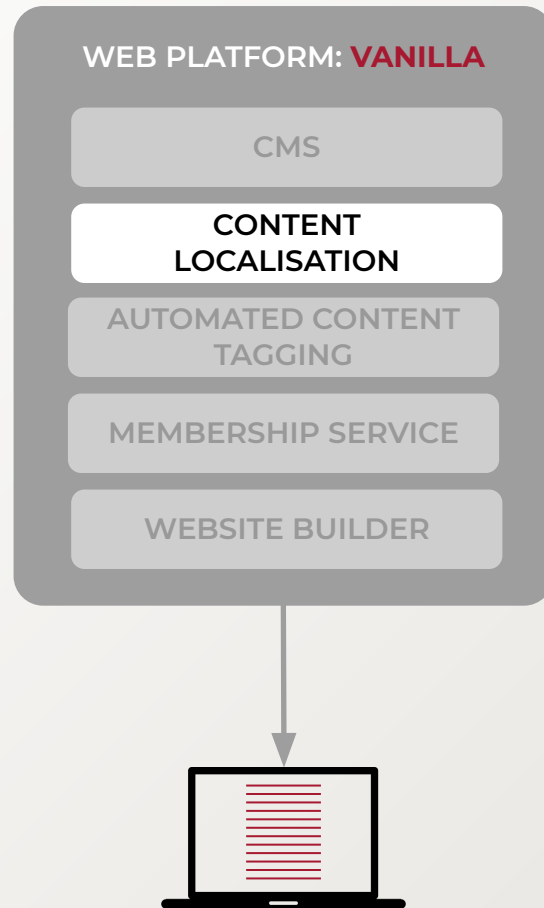 WEB PLATFORM: VANILLA
CMS
CONTENT
LOCALISATION
AUTOMATED CONTENT
TAGGING
MEMBERSHIP SERVICE
WEBSITE BUILDER